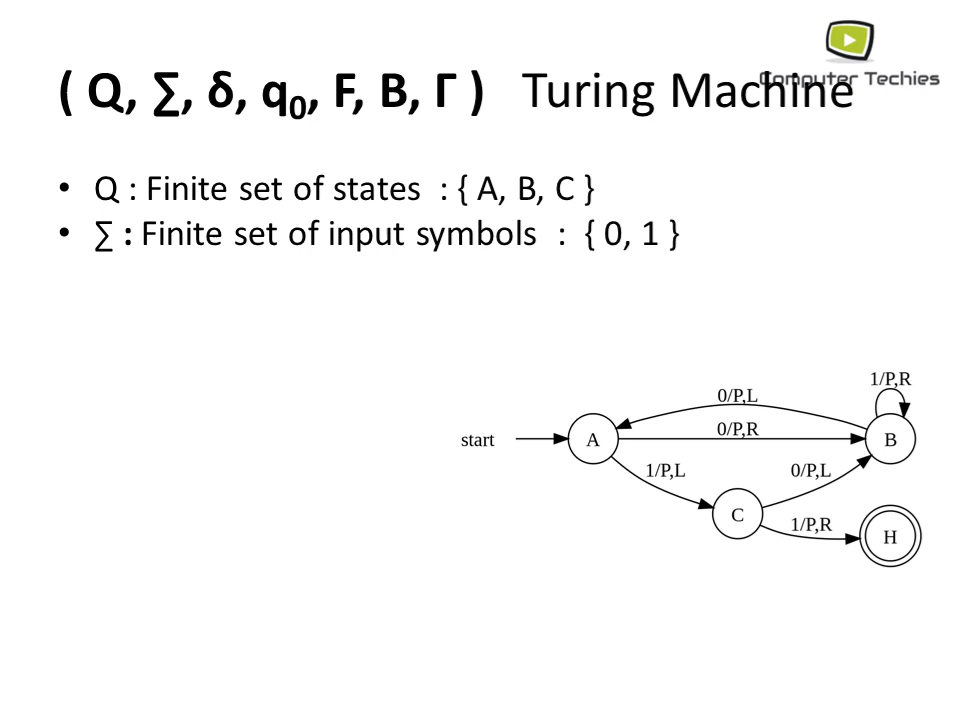 ( Q, ∑, δ, q₀, F, B, Γ ) Turing Machine
Computer Techies
• Q : Finite set of states : { A, B, C }
• ∑ : Finite set of input symbols : { 0, 1 }
1/P,R
0/P,L
0/P,R
start
A
B
1/P,L
0/P,L
C
1/P,R
H